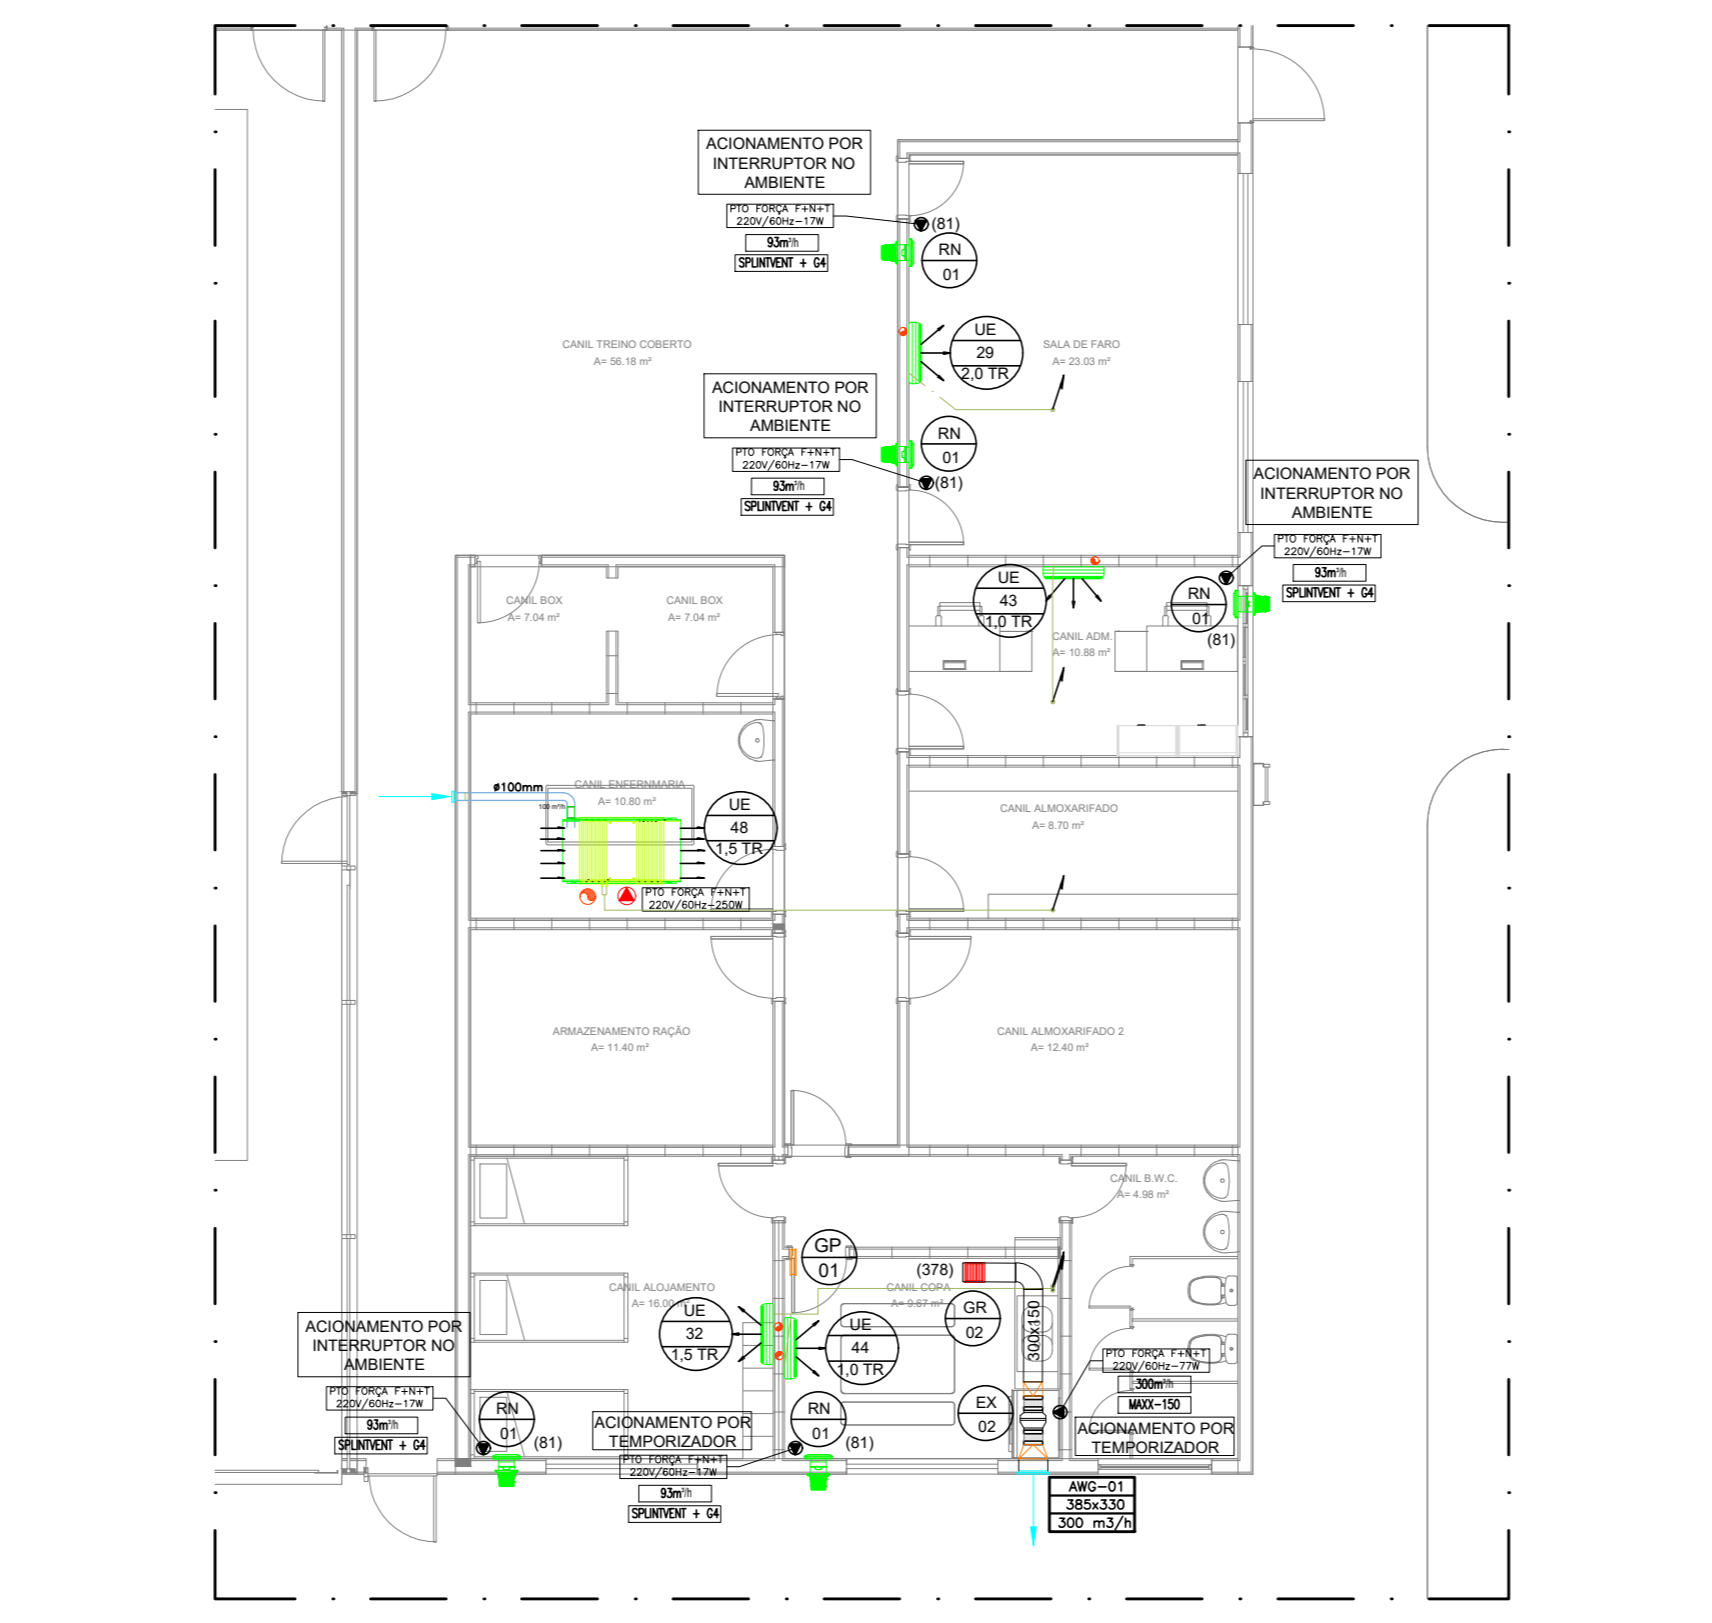 ACIONAMENTO POR
INTERRUPTOR NO
AMBIENTE
PTO FORÇA F+N+T
220V/60Hz-17W
93m³/h
SPLINTVENT + G4
(81)
RN
01
UE
29
2,0 TR
SALA DE FARO
A= 23.03 m²
CANIL TREINO COBERTO
A= 56.18 m²
ACIONAMENTO POR
INTERRUPTOR NO
AMBIENTE
PTO FORÇA F+N+T
220V/60Hz-17W
93m³/h
SPLINTVENT + G4
RN
01
(81)
ACIONAMENTO POR
INTERRUPTOR NO
AMBIENTE
PTO FORÇA F+N+T
220V/60Hz-17W
93m³/h
SPLINTVENT + G4
RN
01
(81)
UE
43
1,0 TR
CANIL ADM.
A= 10.88 m²
CANIL BOX
A= 7.04 m²
CANIL BOX
A= 7.04 m²
CANIL ENFERNMARIA
A= 10.80 m²
ø100mm
100 m³/h
UE
48
1,5 TR
PTO FORÇA F+N+T
220V/60Hz-250W
CANIL ALMOXARIFADO
A= 8.70 m²
ARMAZENAMENTO RAÇÃO
A= 11.40 m²
CANIL ALMOXARIFADO 2
A= 12.40 m²
CANIL B.W.C.
A= 4.98 m²
GP
01
(378)
CANIL COPA
A= 9.67 m²
GR
02
300x150
CANIL ALOJAMENTO
A= 16.00 m²
UE
32
1,5 TR
UE
44
1,0 TR
ACIONAMENTO POR
INTERRUPTOR NO
AMBIENTE
PTO FORÇA F+N+T
220V/60Hz-17W
93m³/h
SPLINTVENT + G4
RN
01
(81)
ACIONAMENTO POR
TEMPORIZADOR
PTO FORÇA F+N+T
220V/60Hz-17W
93m³/h
SPLINTVENT + G4
RN
01
(81)
EX
02
PTO FORÇA F+N+T
220V/60Hz-77W
300m³/h
MAXX-150
ACIONAMENTO POR
TEMPORIZADOR
AWG-01
385x330
300 m3/h